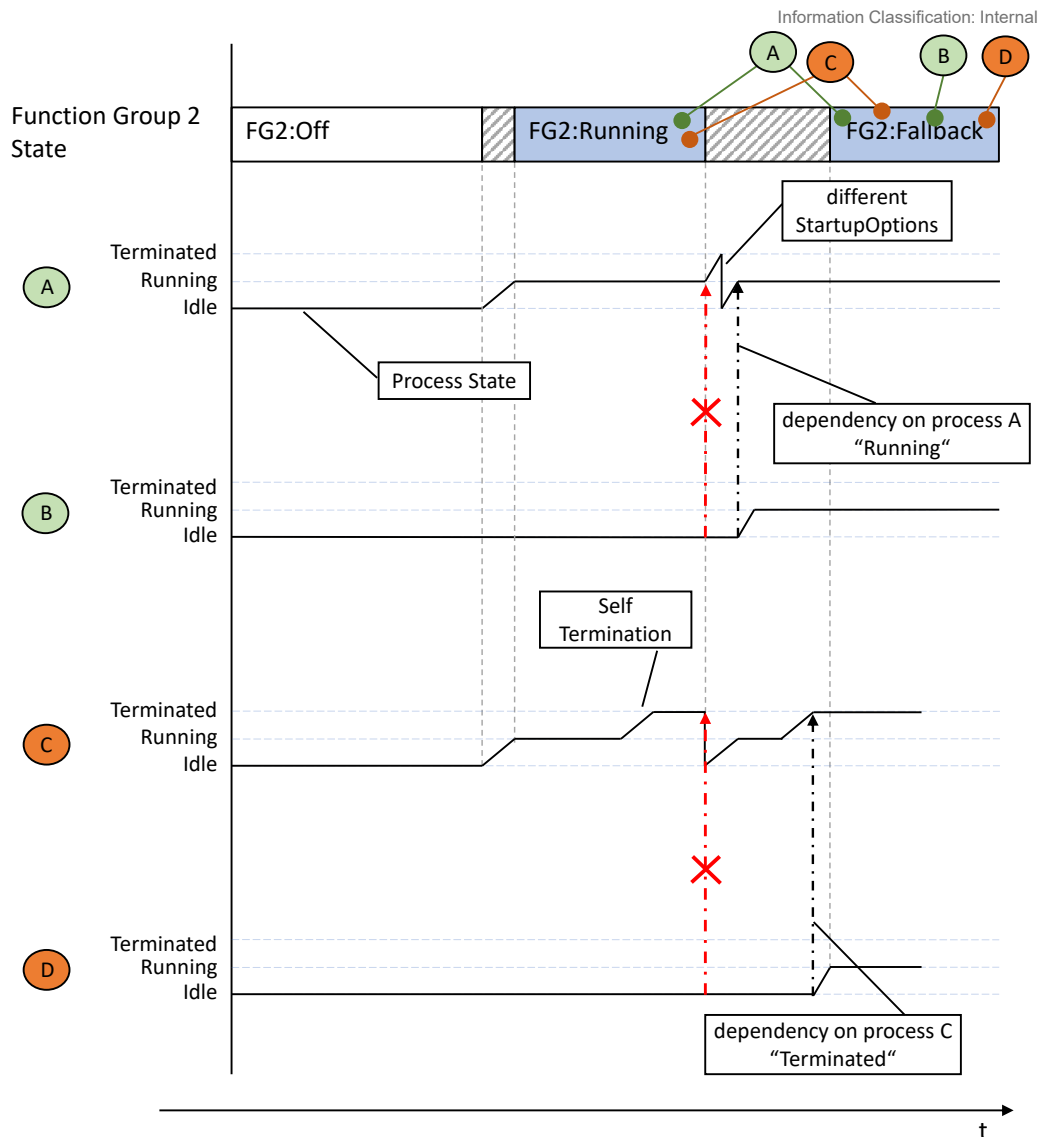 Information Classification: Internal
A
C
B
D
Function Group 2
State
FG2:Off
FG2:Running
FG2:Fallback
different
StartupOptions
Terminated
Running
Idle
A
Process State
dependency on process A
“Running“
Terminated
Running
Idle
B
Self
Termination
Terminated
Running
Idle
C
Terminated
Running
Idle
D
dependency on process C
“Terminated“
t